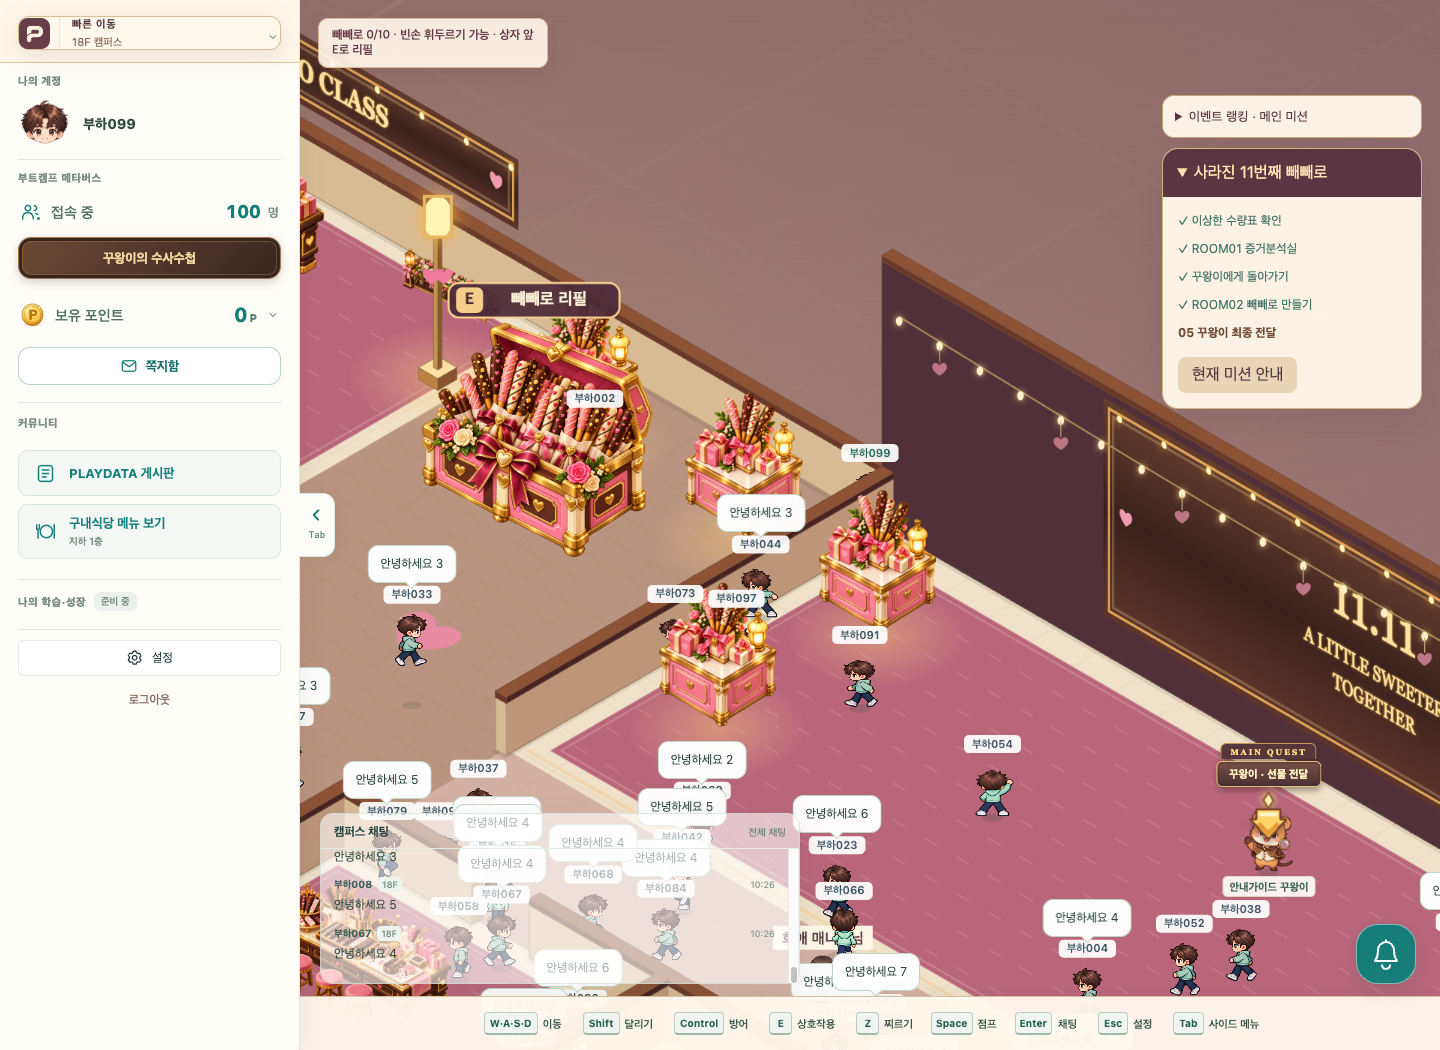 빠른 이동
18F 캠퍼스
나의 계정
부하099
부트캠프 메타버스
접속 중
100 명
꾸왕이의 수사수첩
보유 포인트
0 P
쪽지함
커뮤니티
PLAYDATA 게시판
구내식당 메뉴 보기
지하 1층
나의 학습·성장
준비 중
설정
로그아웃
빼빼로 0/10 · 빈손 휘두르기 가능 · 상자 앞
E로 리필
O CLASS
이벤트 랭킹 · 메인 미션
사라진 11번째 빼빼로
✓ 이상한 수량표 확인
✓ ROOM01 증거분석실
✓ 꾸왕이에게 돌아가기
✓ ROOM02 빼빼로 만들기
05 꾸왕이 최종 전달
현재 미션 안내
E 빼빼로 리필
부하002
부하099
안녕하세요 3
부하044
Tab
안녕하세요 3
부하033
부하073
부하097
부하091
11.11
A LITTLE SWEETER
TOGETHER
부하054
MAIN QUEST
꾸왕이 · 선물 전달
안내가이드 꾸왕이
안녕하세요 2
부하037
안녕하세요 5
부하079
안녕하세요 5
부하042
안녕하세요 6
부하023
부하066
안녕하세요 4
안녕하세요 4
부하068
안녕하세요 4
부하084
안녕하세요 4
부하067
부하058
캠퍼스 채팅
전체 채팅
안녕하세요 3
부하008 18F 10:26
안녕하세요 5
부하067 18F 10:26
안녕하세요 4
안녕하세요 6
안녕하세요 7
안녕하세요 4
부하004
부하052
부하038
W·A·S·D 이동
Shift 달리기
Control 방어
E 상호작용
Z 찌르기
Space 점프
Enter 채팅
Esc 설정
Tab 사이드 메뉴